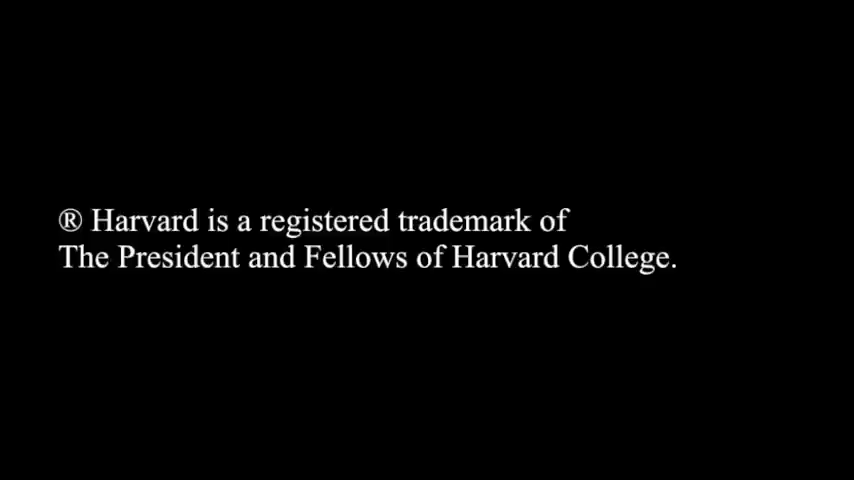 ® Harvard is a registered trademark of
The President and Fellows of Harvard College.